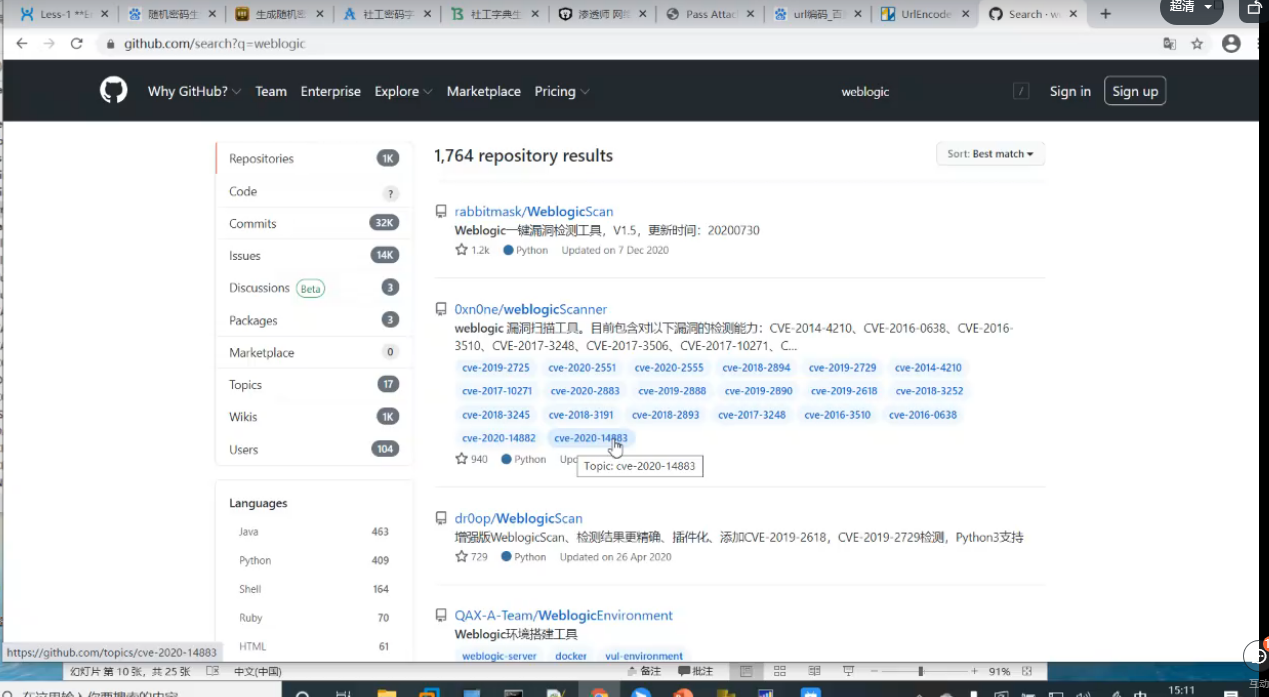 Less-1 **E
随机密码生
生成随机密
社工密码字
社工字典生
渗透师 网
Pass Attac
url编码_百
UrlEncode
Search · w
超清
github.com/search?q=weblogic
Why GitHub?
Team
Enterprise
Explore
Marketplace
Pricing
weblogic
/
Sign in
Sign up
Repositories 1K
Code ?
Commits 32K
Issues 14K
Discussions Beta 3
Packages 3
Marketplace 0
Topics 17
Wikis 1K
Users 104
Languages
Java 463
Python 409
Shell 164
Ruby 70
HTML 61
1,764 repository results
Sort: Best match
rabbitmask/WeblogicScan
Weblogic一键漏洞检测工具，V1.5，更新时间：20200730
1.2k Python Updated on 7 Dec 2020
0xn0ne/weblogicScanner
weblogic 漏洞扫描工具。目前包含对以下漏洞的检测能力：CVE-2014-4210、CVE-2016-0638、CVE-2016-
3510、CVE-2017-3248、CVE-2017-3506、CVE-2017-10271、C...
cve-2019-2725 cve-2020-2551 cve-2020-2555 cve-2018-2894 cve-2019-2729 cve-2014-4210
cve-2017-10271 cve-2020-2883 cve-2019-2888 cve-2019-2890 cve-2019-2618 cve-2018-3252
cve-2018-3245 cve-2018-3191 cve-2018-2893 cve-2017-3248 cve-2016-3510 cve-2016-0638
cve-2020-14882 cve-2020-14883
940 Python Upd
Topic: cve-2020-14883
dr0op/WeblogicScan
增强版WeblogicScan、检测结果更精确、插件化、添加CVE-2019-2618，CVE-2019-2729检测，Python3支持
729 Python Updated on 26 Apr 2020
QAX-A-Team/WeblogicEnvironment
Weblogic环境搭建工具
weblogic-server docker vul-environment
https://github.com/topics/cve-2020-14883
幻灯片 第 10 张，共 25 张
中文(中国)
备注
批注
91%
在这里输入你要搜索的内容
中
15:11
互动